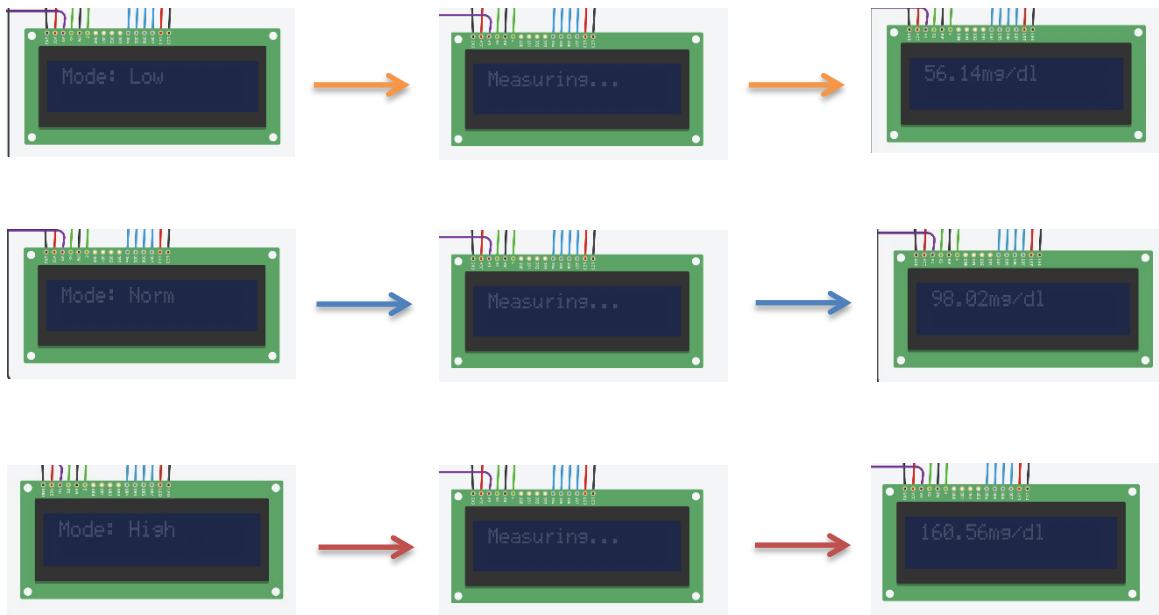 Mode: Low
Measuring...
56.14mg/dl
Mode: Norm
Measuring...
98.02mg/dl
Mode: High
Measuring...
160.56mg/dl